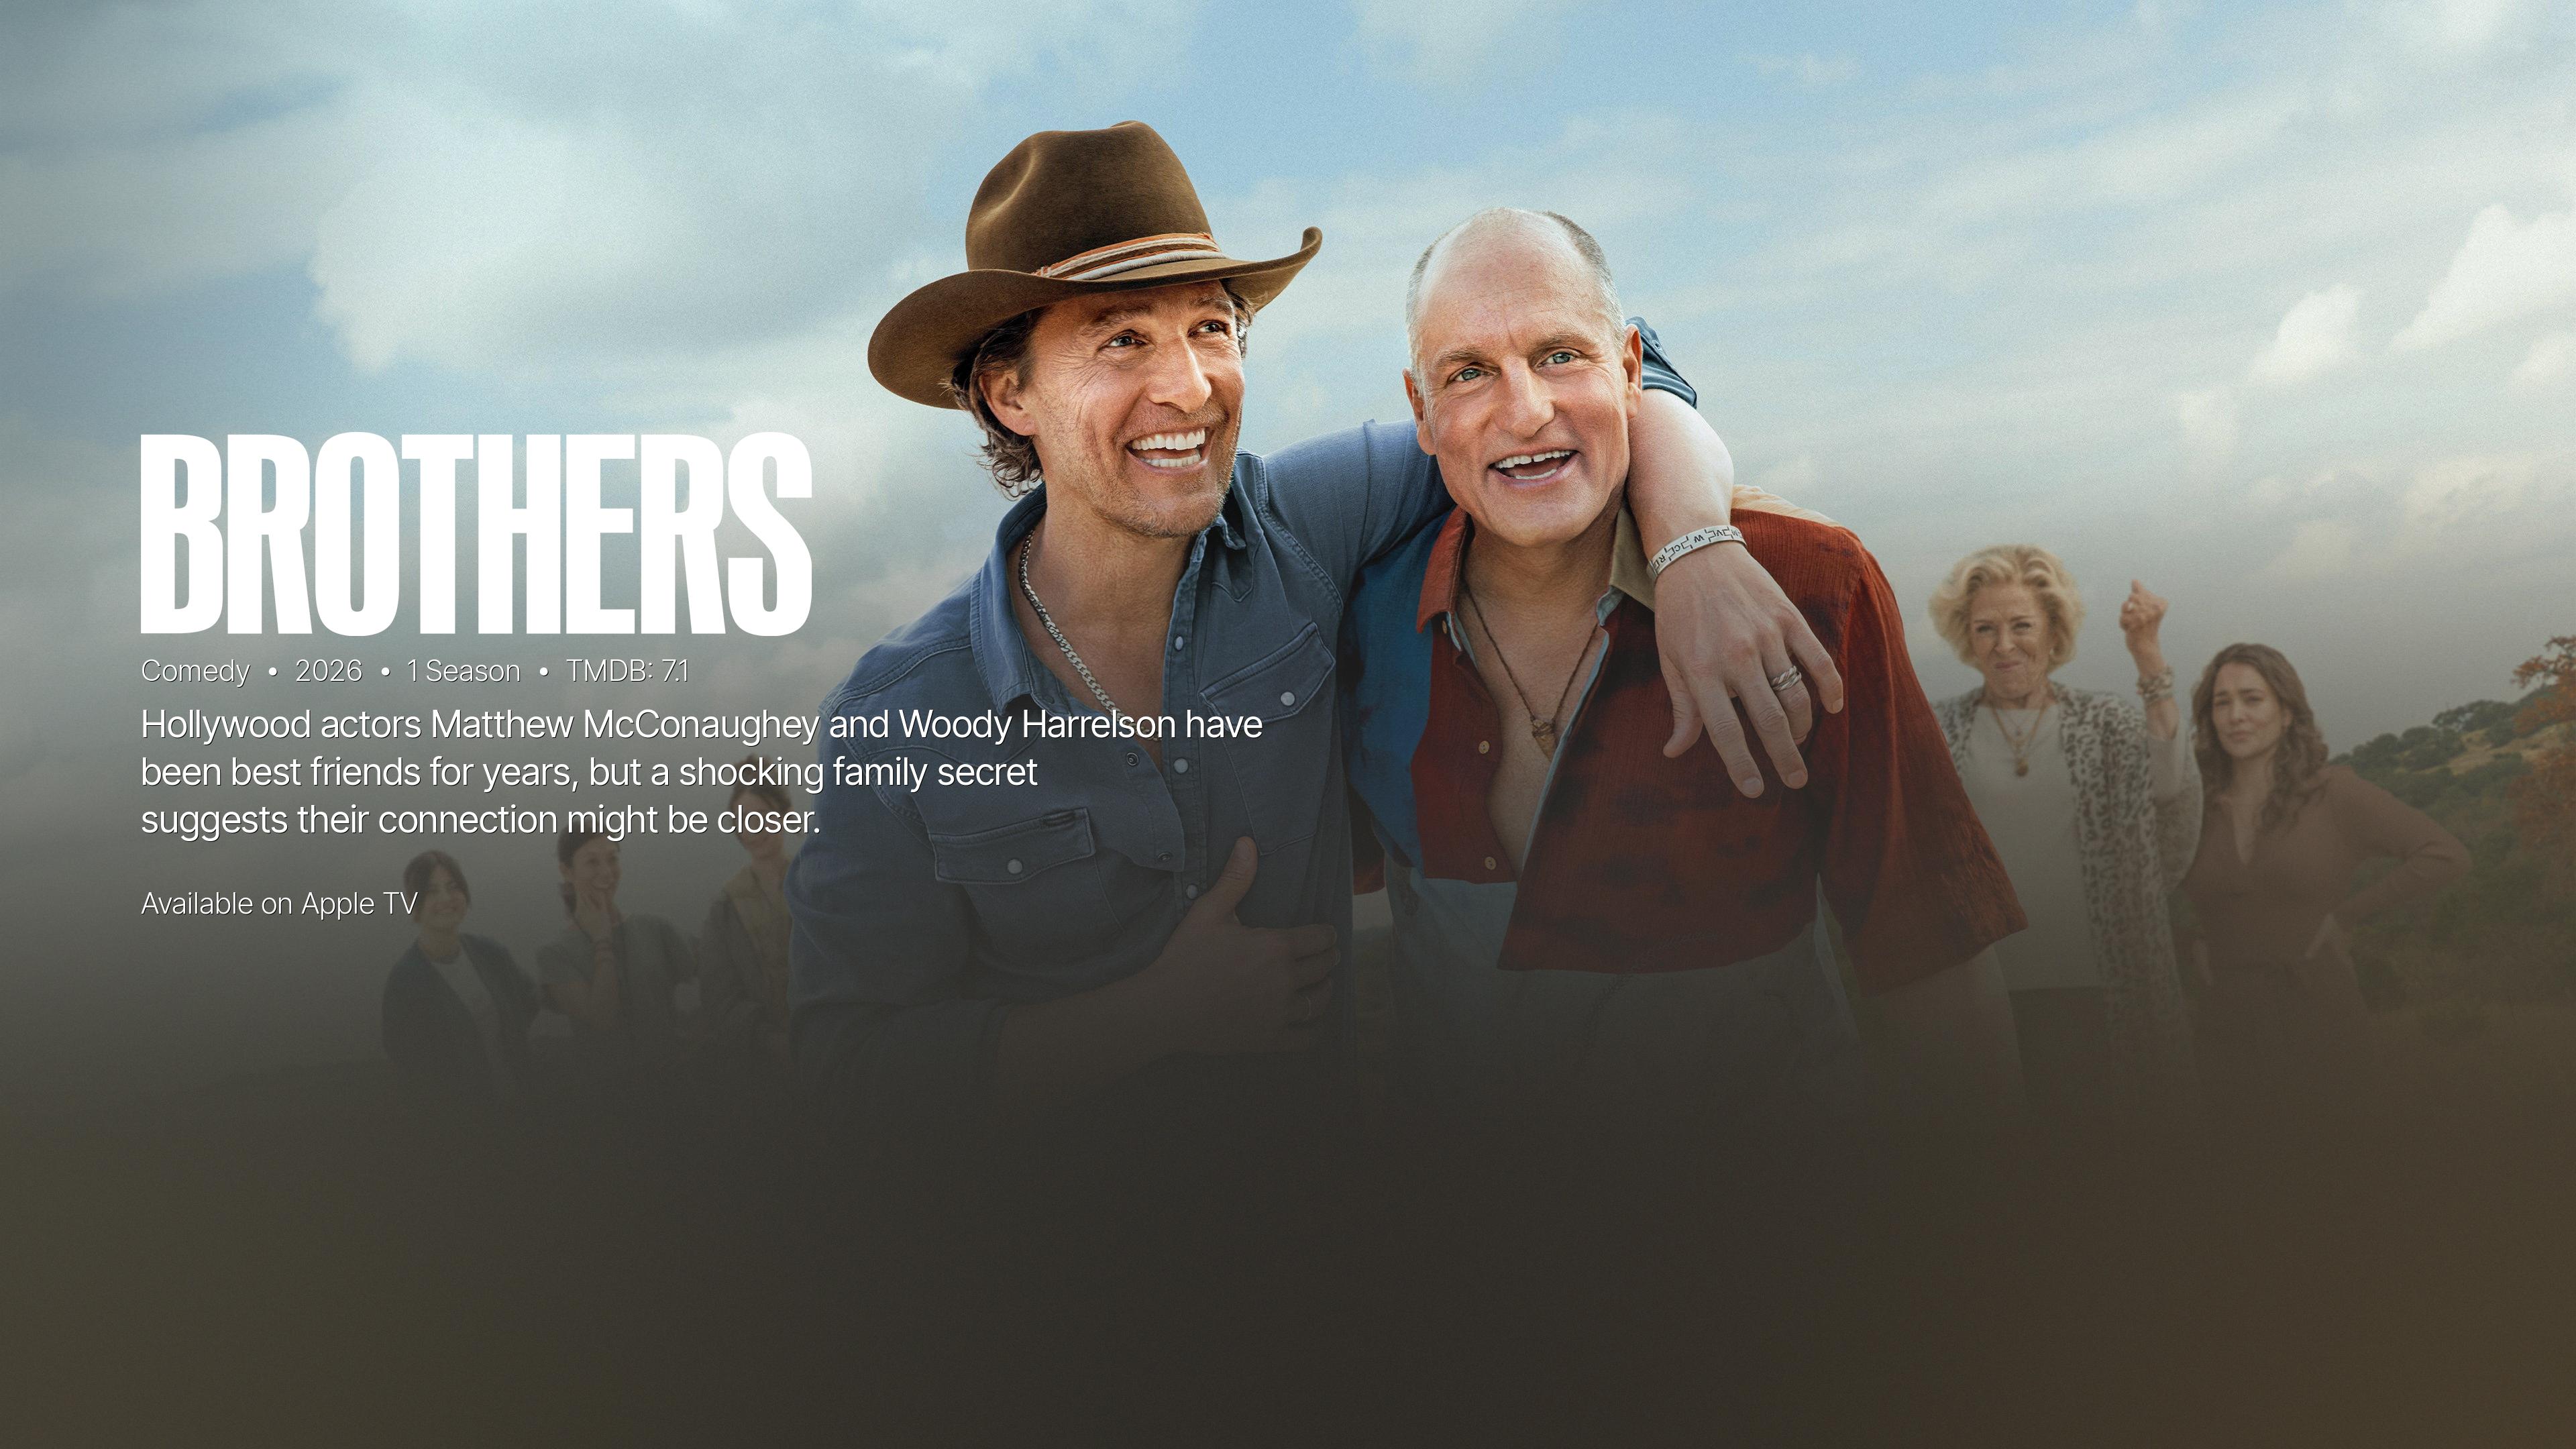 BROTHERS
Comedy • 2026 • 1 Season • TMDB: 7.1
Hollywood actors Matthew McConaughey and Woody Harrelson have
been best friends for years, but a shocking family secret
suggests their connection might be closer.
Available on Apple TV